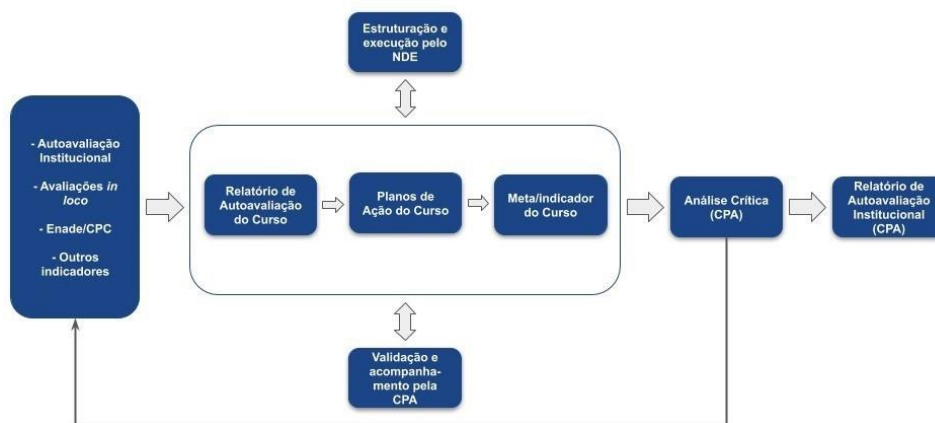 Estruturação e
execução pelo
NDE
- Autoavaliação
Institucional
- Avaliações in
loco
- Enade/CPC
- Outros
indicadores
Relatório de
Autoavaliação
do Curso
Planos de
Ação do Curso
Meta/indicador
do Curso
Análise Crítica
(CPA)
Relatório de
Autoavaliação
Institucional
(CPA)
Validação e
acompanha-
mento pela
CPA